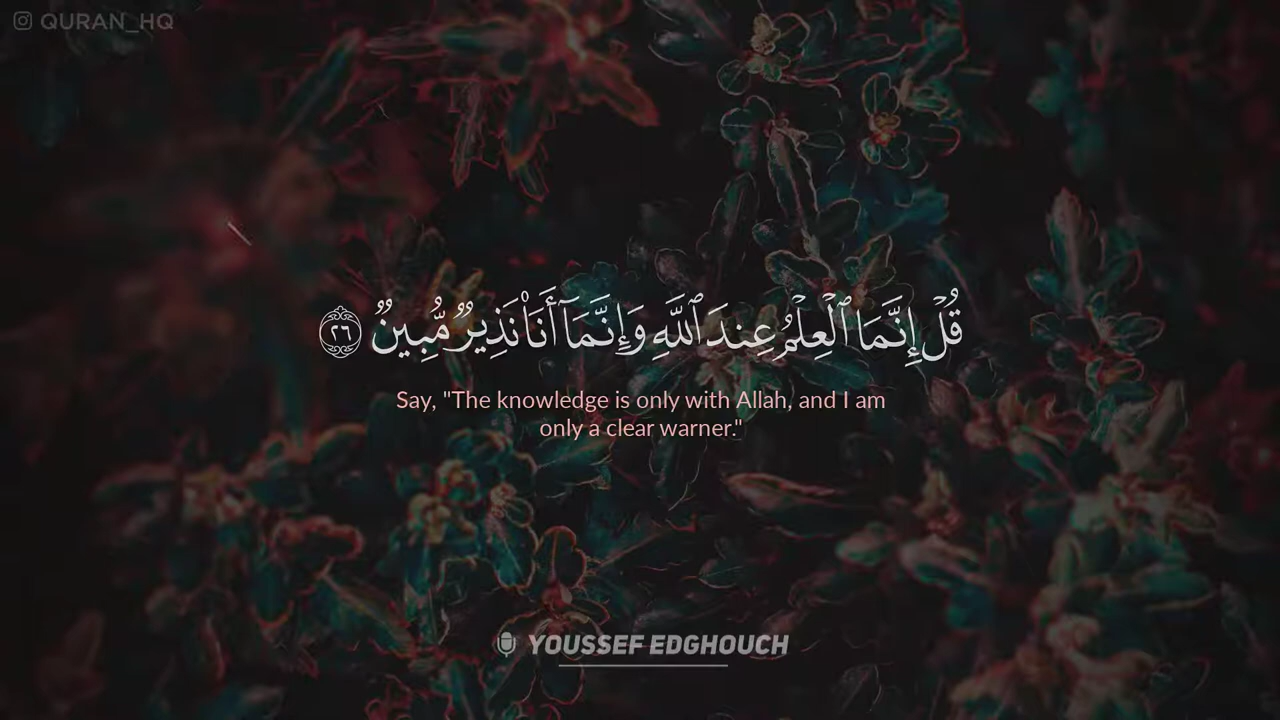 QURAN_HQ
قُلْ إِنَّمَا ٱلْعِلْمُ عِندَ ٱللَّهِ وَإِنَّمَآ أَنَا۠ نَذِيرٌ مُّبِينٌ ٢٦
Say, "The knowledge is only with Allah, and I am
only a clear warner."
YOUSSEF EDGHOUCH